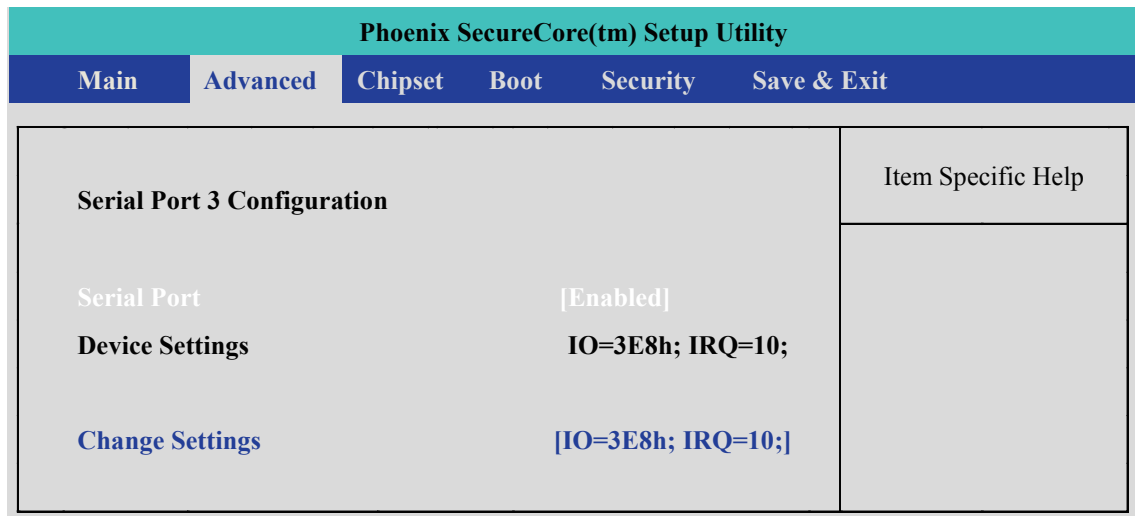 Phoenix SecureCore(tm) Setup Utility
Main Advanced Chipset Boot Security Save & Exit
Serial Port 3 Configuration
Item Specific Help
Serial Port [Enabled]
Device Settings IO=3E8h; IRQ=10;
Change Settings [IO=3E8h; IRQ=10;]